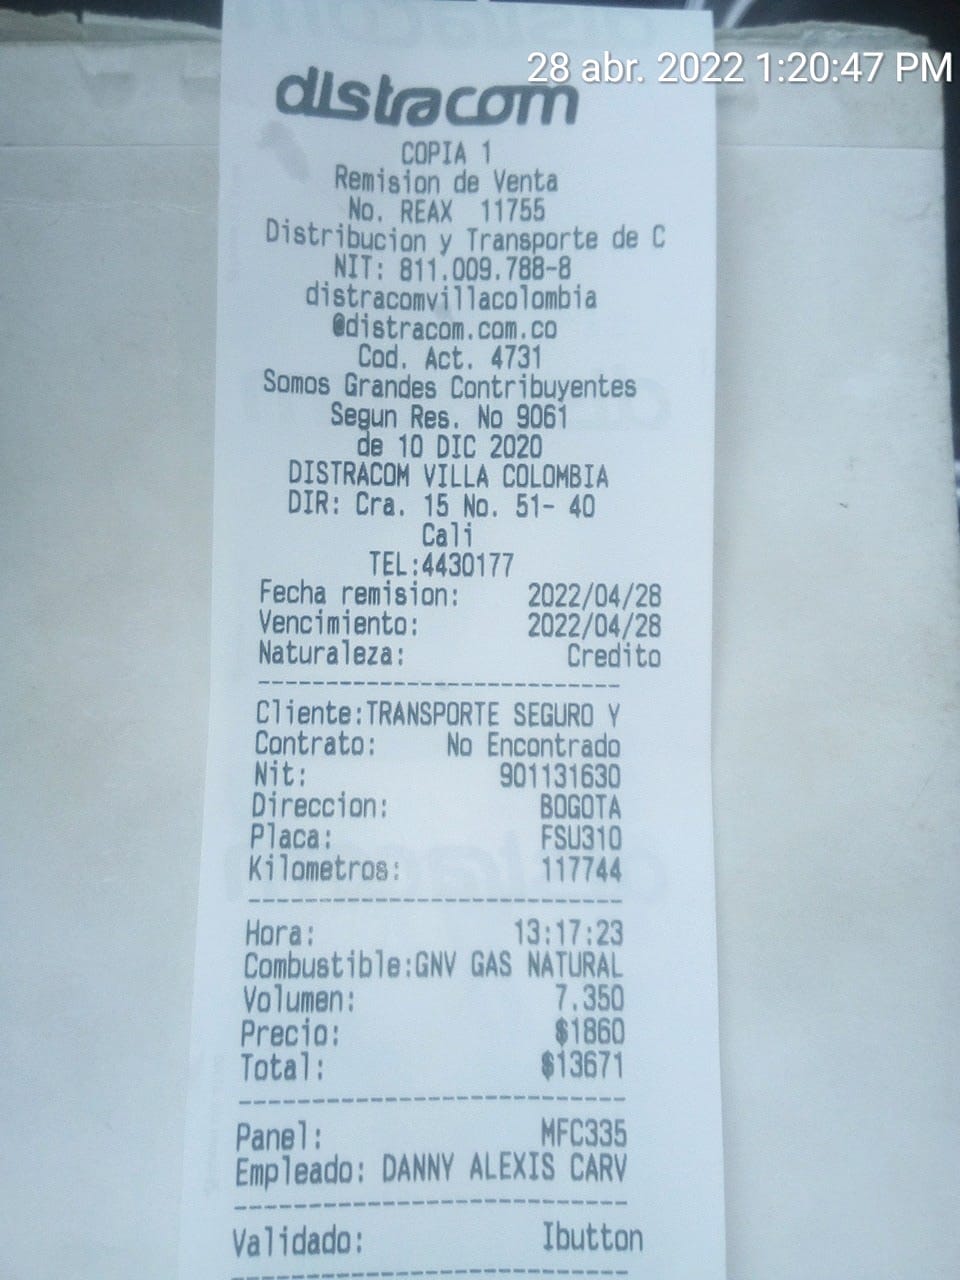 28 abr. 2022 1:20:47 PM
distracom
COPIA 1
Remision de Venta
No. REAX 11755
Distribucion y Transporte de C
NIT: 811.009.788-8
distracomvillacolombia
@distracom.com.co
Cod. Act. 4731
Somos Grandes Contribuyentes
Segun Res. No 9061
de 10 DIC 2020
DISTRACOM VILLA COLOMBIA
DIR: Cra. 15 No. 51- 40
Cali
TEL:4430177
Fecha remision: 2022/04/28
Vencimiento: 2022/04/28
Naturaleza: Credito
Cliente:TRANSPORTE SEGURO Y
Contrato: No Encontrado
Nit: 901131630
Direccion: BOGOTA
Placa: FSU310
Kilometros: 117744
Hora: 13:17:23
Combustible:GNV GAS NATURAL
Volumen: 7.350
Precio: $1860
Total: $13671
Panel: MFC335
Empleado: DANNY ALEXIS CARV
Validado: Ibutton